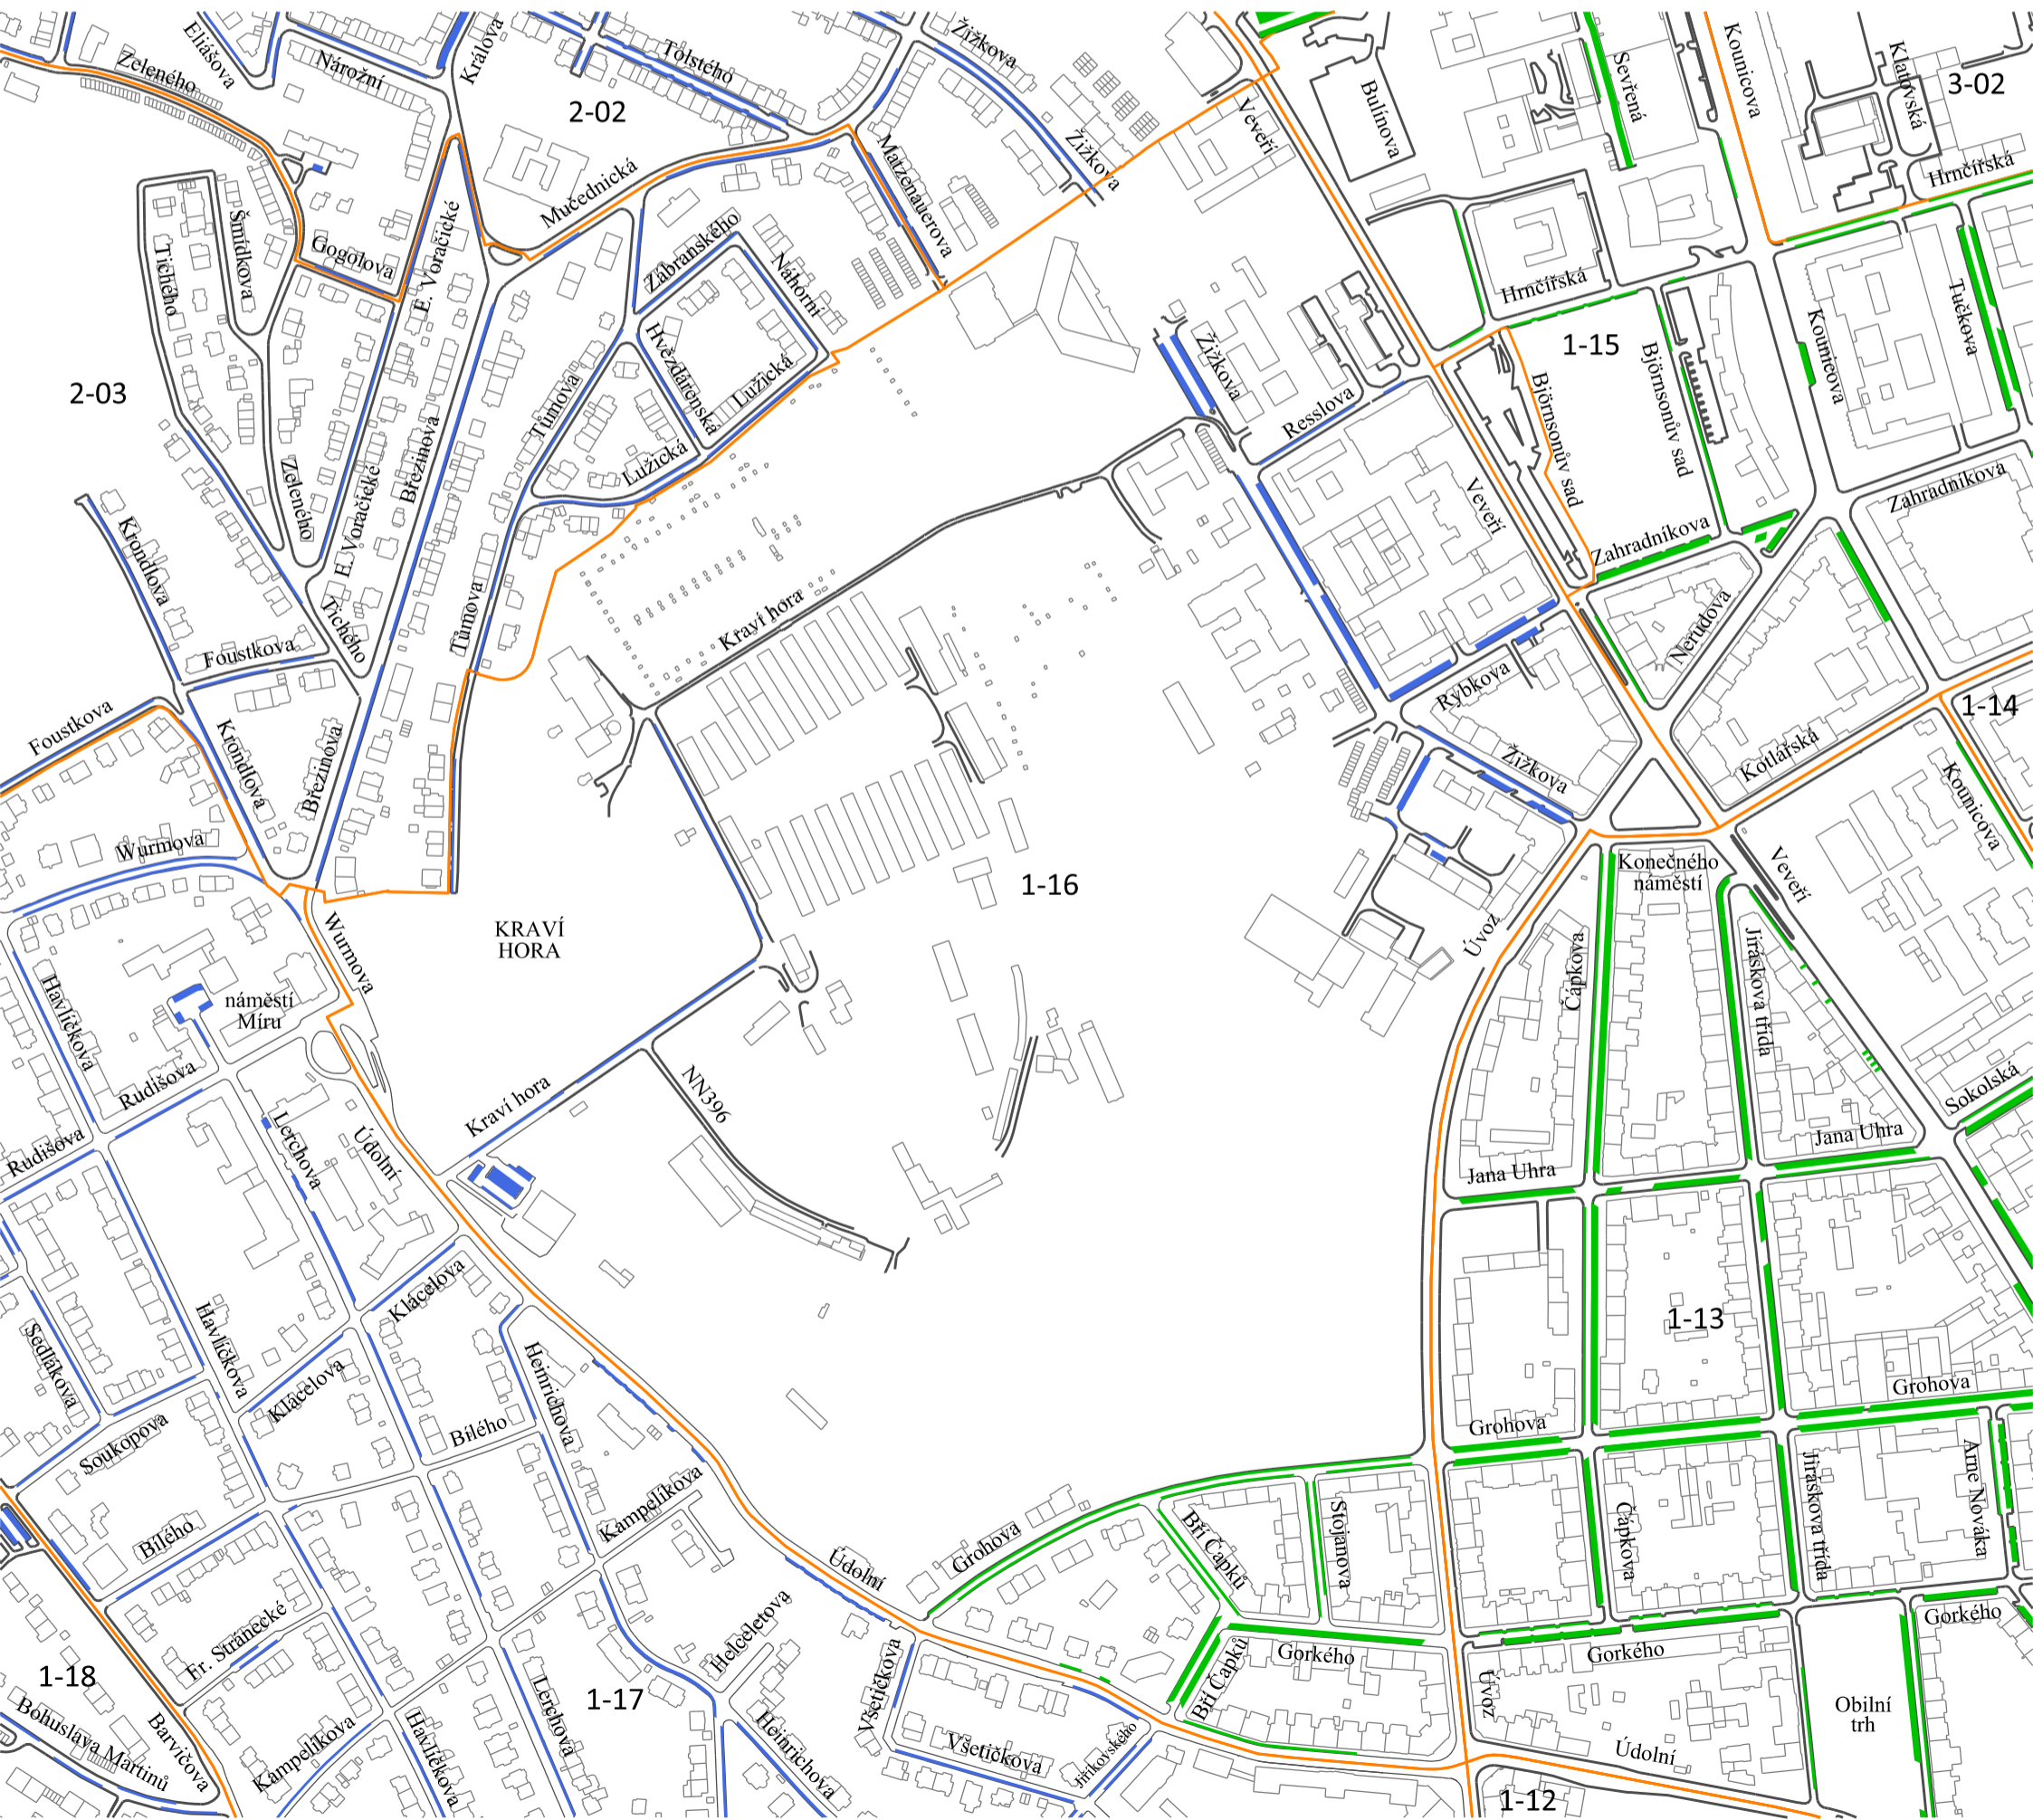 Eliášova
Zeleného
Nárožní
Králova
Tolstého
2-02
Žižkova
Žižkova
Veveří
Bulínova
Sevřená
Kounicova
Klatovská
3-02
Hrnčířská
Mučednická
Matzenauerova
Šmídkova
Tichého
Gogolova
E. Voračické
Zábranského
Náhorní
Hvězdárenská
Lužická
Lužická
Tůmova
Březinova
2-03
Hrnčířská
1-15
Tučkova
Kounicova
Björnsonův sad
Björnsonův sad
Žižkova
Resslova
Veveří
Zahradníkova
Zahradníkova
Zeleného
E. Voračické
Krondlova
Tichého
Foustkova
Tůmova
Kraví hora
Nerudova
Rybkova
Žižkova
Kotlářská
1-14
Kounicova
Foustkova
Krondlova
Březinova
Wurmova
Wurmova
KRAVÍ
HORA
1-16
Úvoz
Konečného
náměstí
Veveří
Čápkova
Jiráskova třída
Havlíčkova
náměstí
Míru
Rudišova
Rudišova
Lerchova
Údolní
Kraví hora
NN396
Sokolská
Jana Uhra
Jana Uhra
Klácelova
Klácelova
Havlíčkova
Sedlákova
Soukopova
Bílého
Bílého
Heinrichova
Kampelíkova
1-13
Grohova
Grohova
Grohova
Čápkova
Jiráskova třída
Arne Nováka
Bří Čapků
Stojanova
Údolní
Gorkého
Gorkého
Gorkého
Bří Čapků
Fr. Stránecké
1-18
Bohuslava Martinů
Barvičova
Kampelíkova
Havlíčkova
Lerchova
1-17
Helceletova
Heinrichova
Všetičkova
Všetičkova
Jiříkovského
Úvoz
Údolní
1-12
Obilní
trh